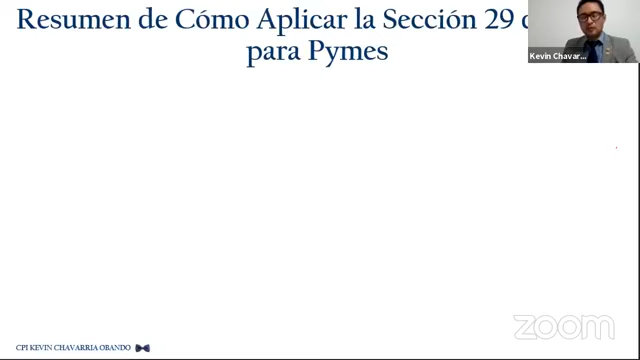 Resumen de Cómo Aplicar la Sección 29 d
para Pymes
Kevin Chavar...
CPI KEVIN CHAVARRIA OBANDO
zoom